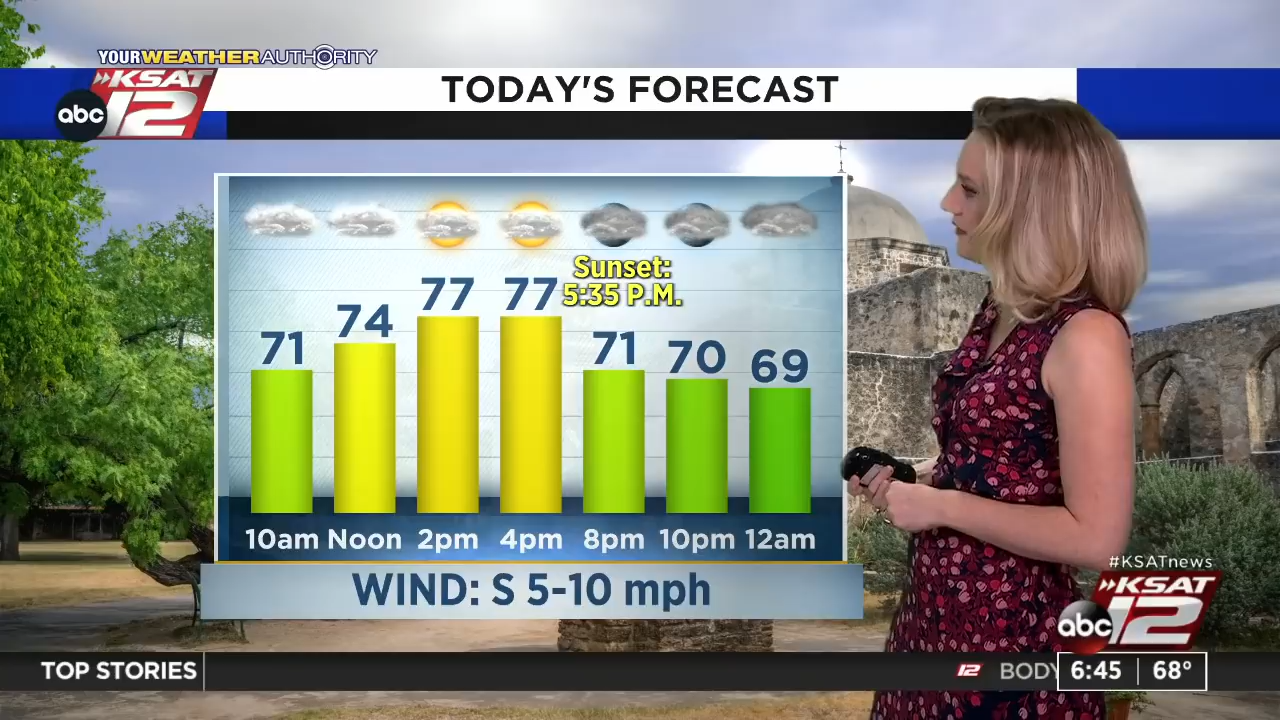 YOURWEATHERAUTHORITY
KSAT
abc 12
TODAY'S FORECAST
Sunset:
5:35 P.M.
71 74 77 77 71 70 69
10am Noon 2pm 4pm 8pm 10pm 12am
WIND: S 5-10 mph
#KSATnews
KSAT
abc 12
TOP STORIES 12 BODY 6:45 68°